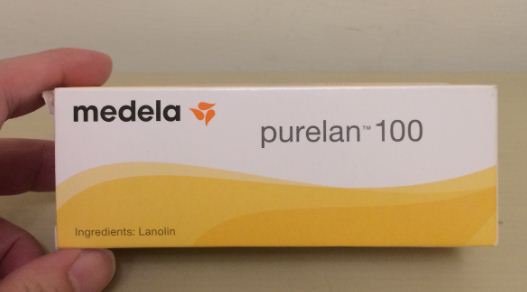 medela
purelan™ 100
Ingredients: Lanolin